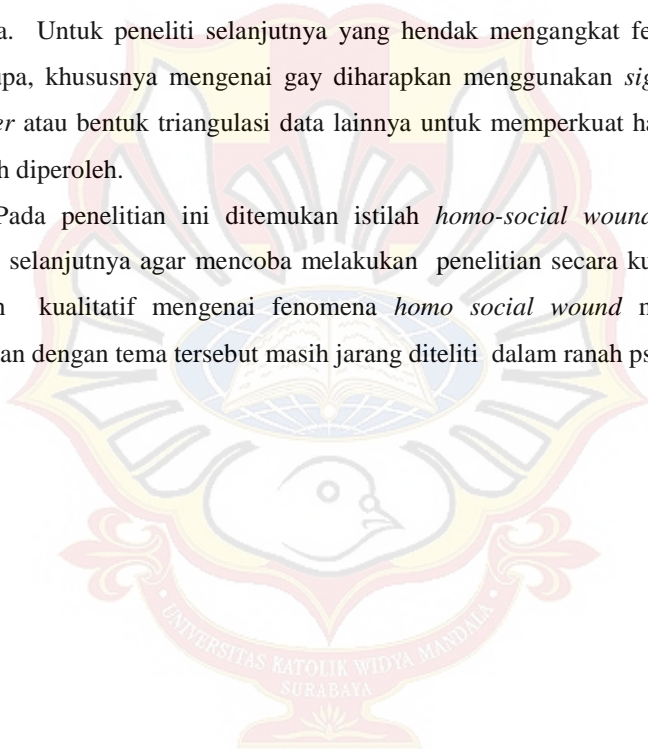 a. Untuk peneliti selanjutnya yang hendak mengangkat fe
upa, khususnya mengenai gay diharapkan menggunakan sig
er atau bentuk triangulasi data lainnya untuk memperkuat ha
h diperoleh.
Pada penelitian ini ditemukan istilah homo-social wound
selanjutnya agar mencoba melakukan penelitian secara ku
n kualitatif mengenai fenomena homo social wound m
an dengan tema tersebut masih jarang diteliti dalam ranah ps
UNIVERSITAS KATOLIK WIDYA MANDALA
SURABAYA